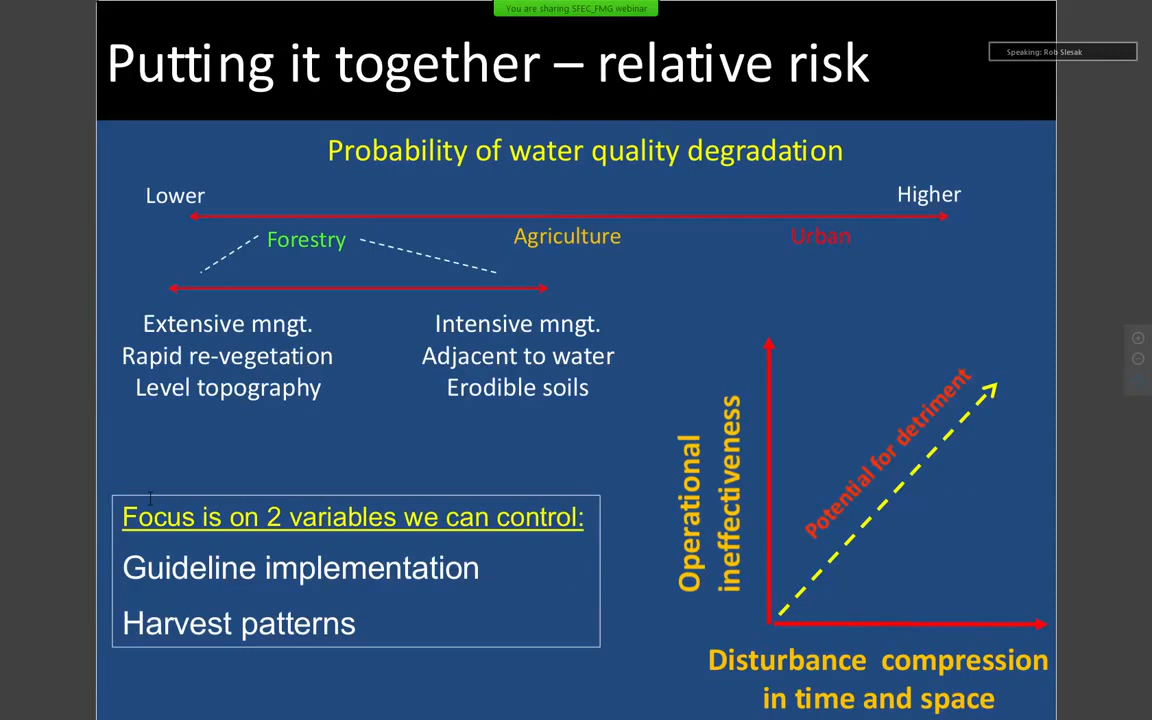 You are sharing SFEC_FMG webinar
Putting it together – relative risk
Speaking: Rob Slesak
Probability of water quality degradation
Lower
Higher
Forestry
Agriculture
Urban
Extensive mngt.
Rapid re-vegetation
Level topography
Intensive mngt.
Adjacent to water
Erodible soils
Focus is on 2 variables we can control:
Guideline implementation
Harvest patterns
Operational
ineffectiveness
Potential for detriment
Disturbance compression
in time and space